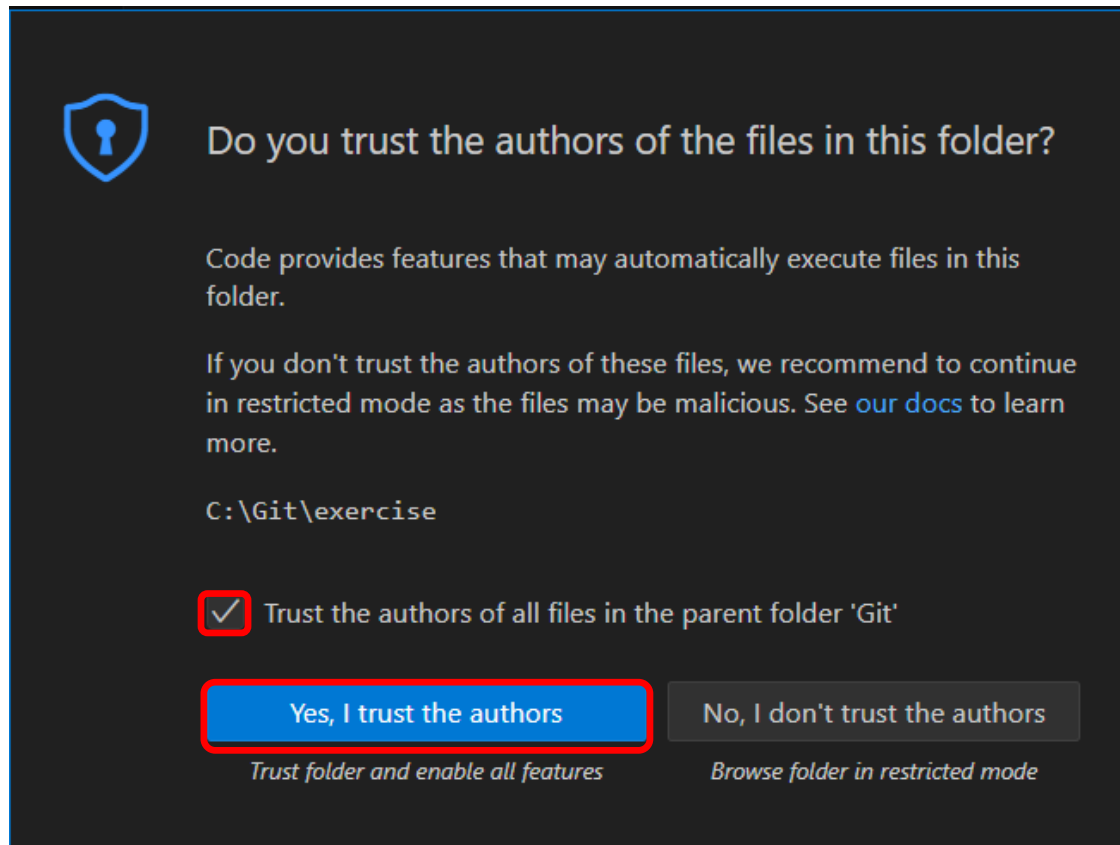 Do you trust the authors of the files in this folder?
Code provides features that may automatically execute files in this
folder.
If you don't trust the authors of these files, we recommend to continue
in restricted mode as the files may be malicious. See our docs to learn
more.
C:\Git\exercise
Trust the authors of all files in the parent folder 'Git'
Yes, I trust the authors
No, I don't trust the authors
Trust folder and enable all features
Browse folder in restricted mode